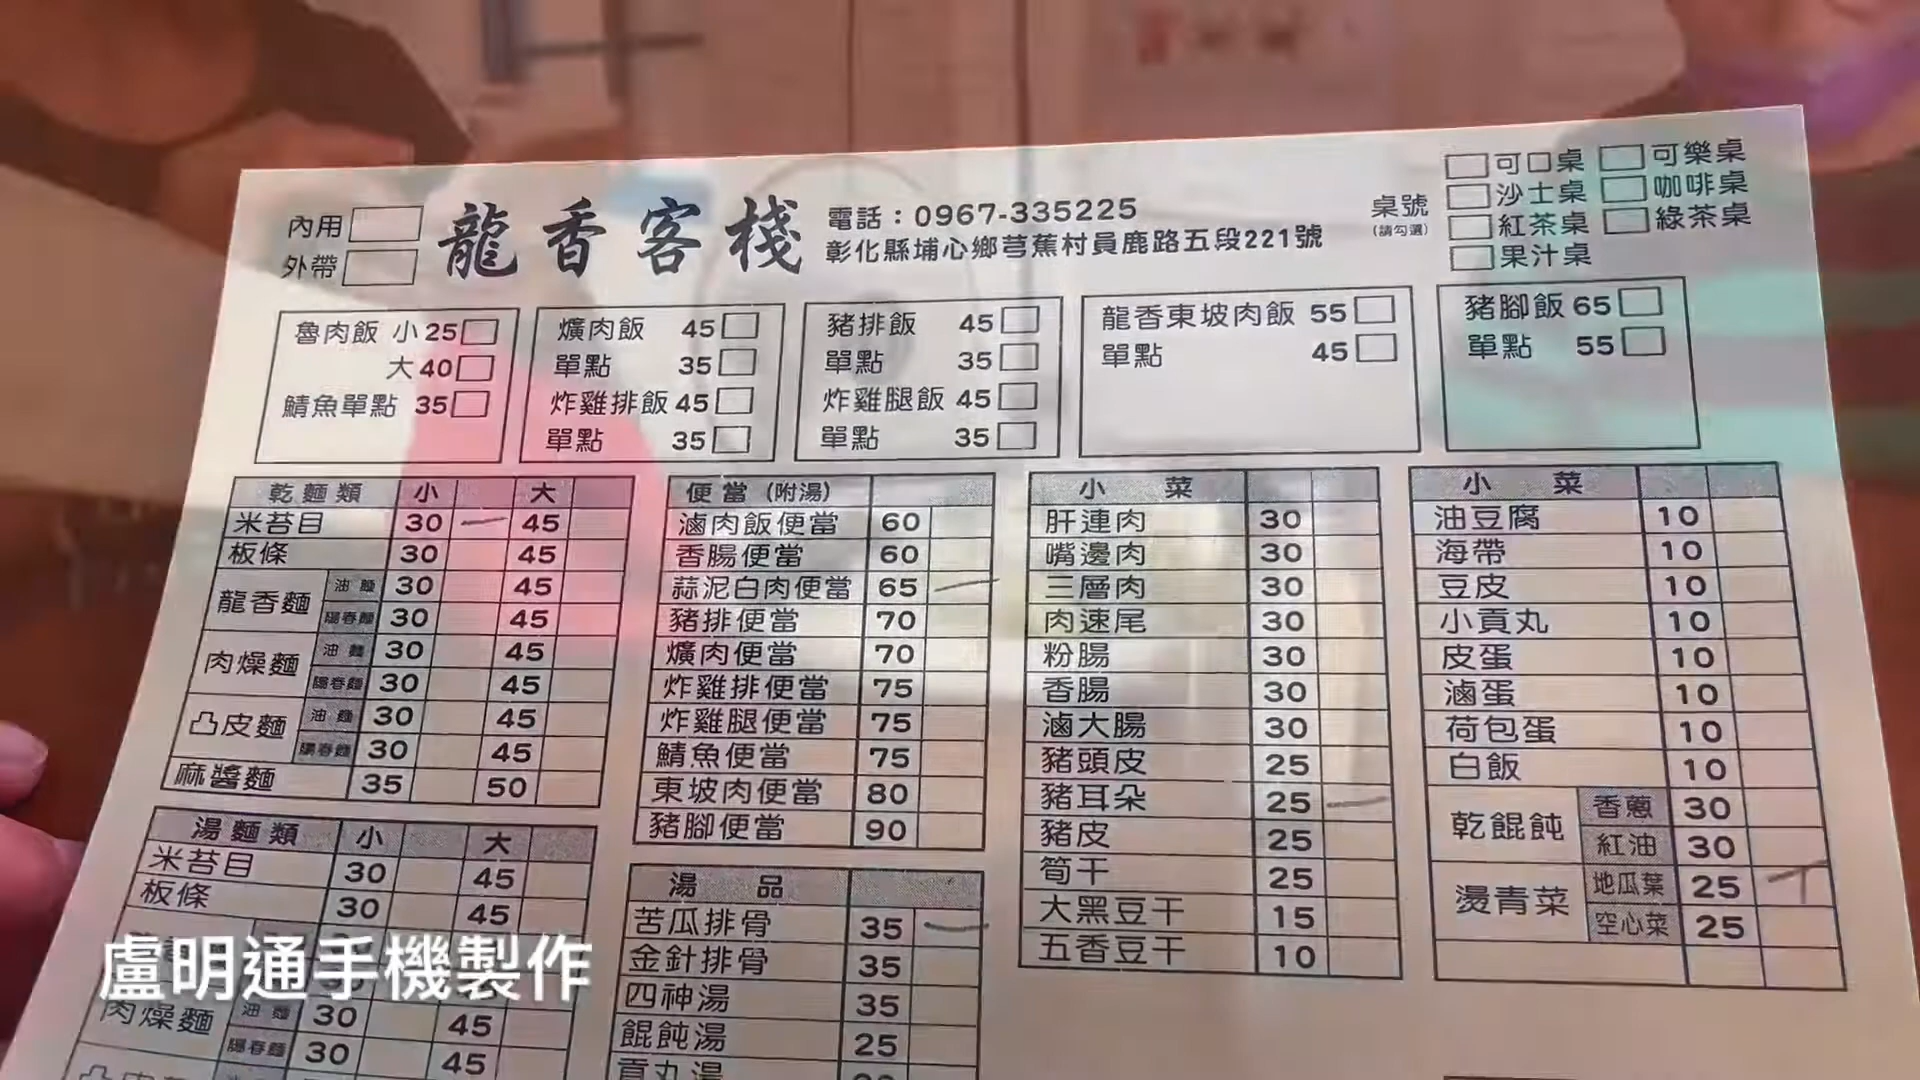 內用
外帶
龍香客棧
電話：0967-335225
彰化縣埔心鄉芎蕉村員鹿路五段221號
桌號
(請勾選)
可口桌 可樂桌
沙士桌 咖啡桌
紅茶桌 綠茶桌
果汁桌
魯肉飯 小 25
大 40
鯖魚單點 35
爌肉飯 45
單點 35
炸雞排飯 45
單點 35
豬排飯 45
單點 35
炸雞腿飯 45
單點 35
龍香東坡肉飯 55
單點 45
豬腳飯 65
單點 55
乾麵類 小 大
米苔目 30 45
板條 30 45
龍香麵 油麵 30 45
陽春麵 30 45
肉燥麵 油麵 30 45
陽春麵 30 45
凸皮麵 油麵 30 45
陽春麵 30 45
麻醬麵 35 50
湯麵類 小 大
米苔目 30 45
板條 30 45
肉燥麵 油麵 30 45
陽春麵 30 45
便當 (附湯)
滷肉飯便當 60
香腸便當 60
蒜泥白肉便當 65
豬排便當 70
爌肉便當 70
炸雞排便當 75
炸雞腿便當 75
鯖魚便當 75
東坡肉便當 80
豬腳便當 90
湯品
苦瓜排骨 35
金針排骨 35
四神湯 35
餛飩湯 25
貢丸湯
小菜
肝連肉 30
嘴邊肉 30
三層肉 30
肉速尾 30
粉腸 30
香腸 30
滷大腸 30
豬頭皮 25
豬耳朵 25
豬皮 25
筍干 25
大黑豆干 15
五香豆干 10
小菜
油豆腐 10
海帶 10
豆皮 10
小貢丸 10
皮蛋 10
滷蛋 10
荷包蛋 10
白飯 10
乾餛飩 香蔥 30
紅油 30
燙青菜 地瓜葉 25
空心菜 25
盧明通手機製作